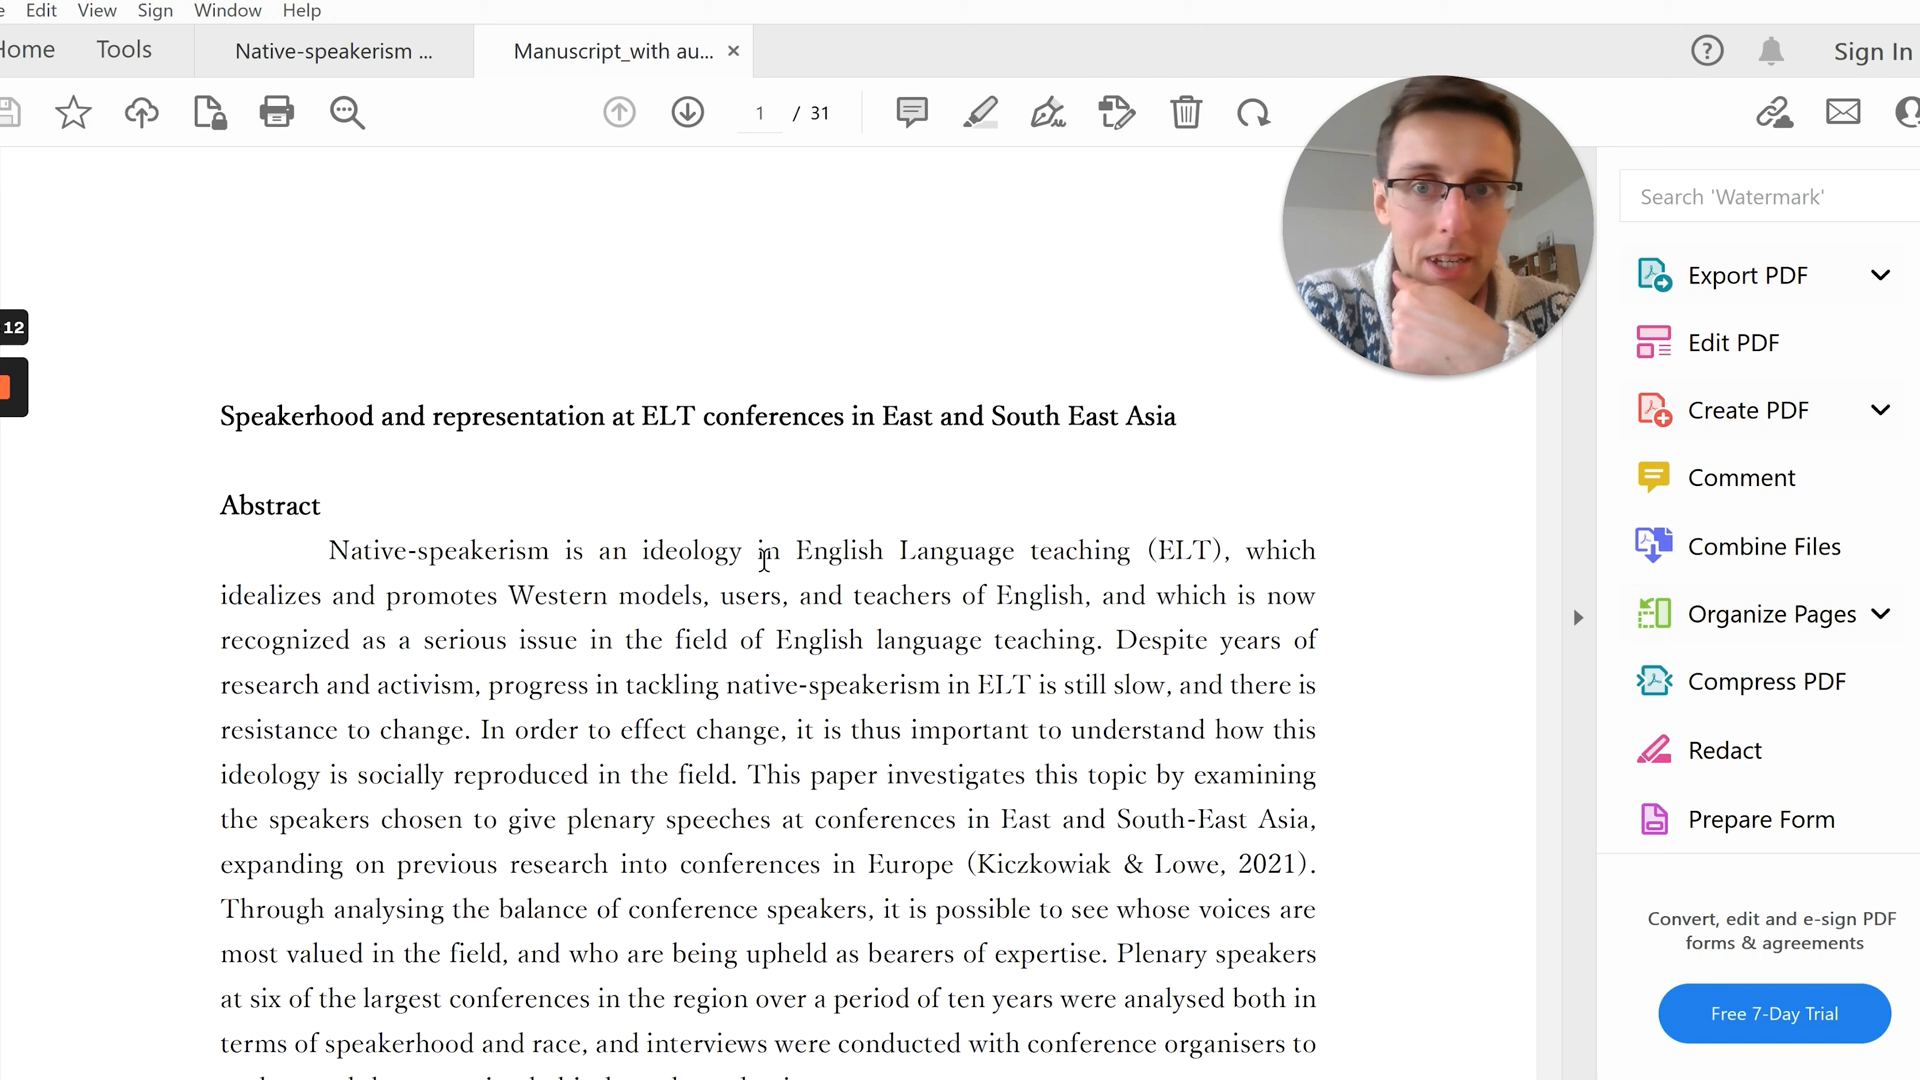 Edit View Sign Window Help
Home Tools Native-speakerism ... Manuscript_with au... Sign In
1 / 31
Search 'Watermark'
12
Export PDF
Edit PDF
Create PDF
Comment
Combine Files
Organize Pages
Compress PDF
Redact
Prepare Form
Convert, edit and e-sign PDF
forms & agreements
Free 7-Day Trial
Speakerhood and representation at ELT conferences in East and South East Asia
Abstract
Native-speakerism is an ideology in English Language teaching (ELT), which
idealizes and promotes Western models, users, and teachers of English, and which is now
recognized as a serious issue in the field of English language teaching. Despite years of
research and activism, progress in tackling native-speakerism in ELT is still slow, and there is
resistance to change. In order to effect change, it is thus important to understand how this
ideology is socially reproduced in the field. This paper investigates this topic by examining
the speakers chosen to give plenary speeches at conferences in East and South-East Asia,
expanding on previous research into conferences in Europe (Kiczkowiak & Lowe, 2021).
Through analysing the balance of conference speakers, it is possible to see whose voices are
most valued in the field, and who are being upheld as bearers of expertise. Plenary speakers
at six of the largest conferences in the region over a period of ten years were analysed both in
terms of speakerhood and race, and interviews were conducted with conference organisers to